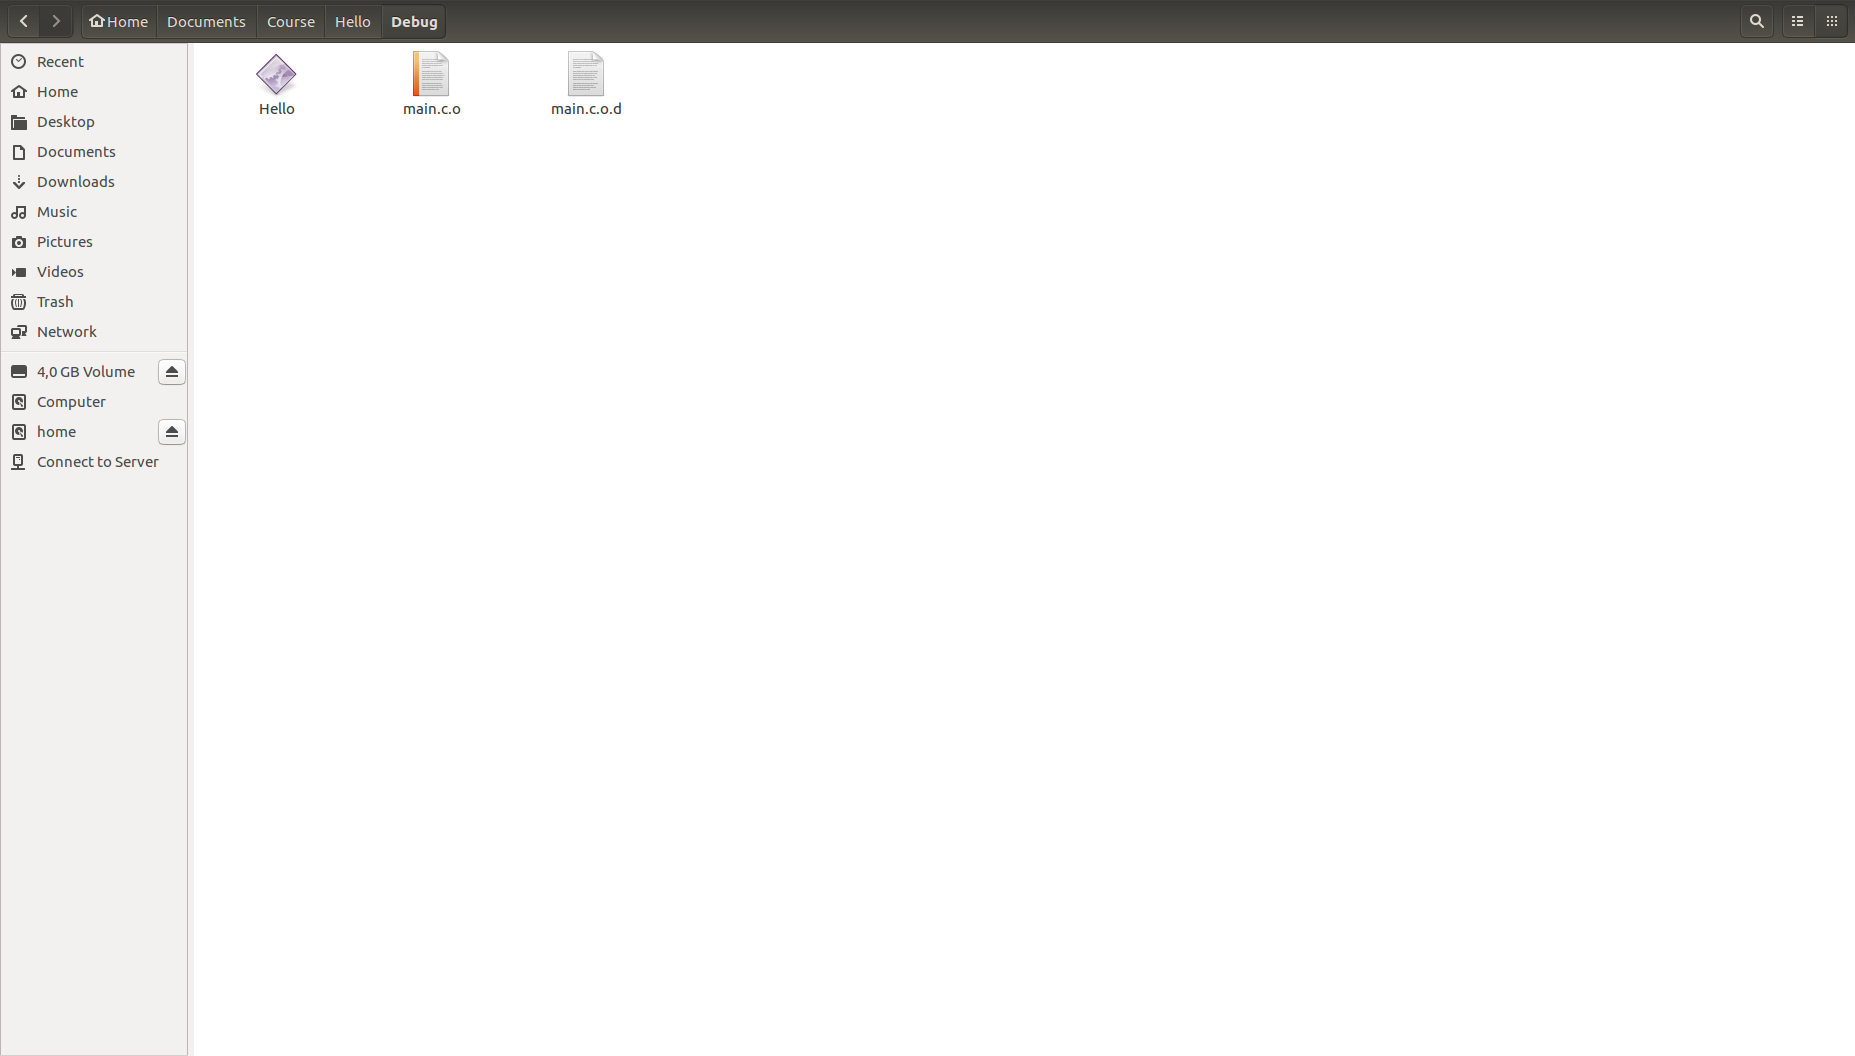 Home Documents Course Hello Debug
Recent
Home
Desktop
Documents
Downloads
Music
Pictures
Videos
Trash
Network
4,0 GB Volume
Computer
home
Connect to Server
Hello main.c.o main.c.o.d